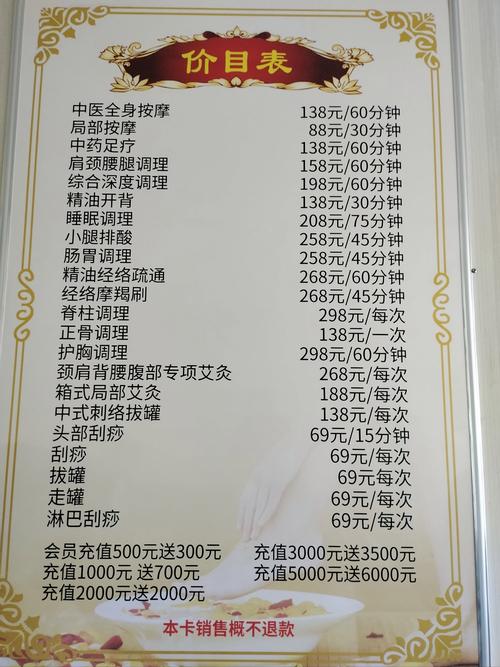 价目表
中医全身按摩 138元/60分钟
局部按摩 88元/30分钟
中药足疗 138元/60分钟
肩颈腰腿调理 158元/60分钟
综合深度调理 198元/60分钟
精油开背 138元/30分钟
睡眠调理 208元/75分钟
小腿排酸 258元/45分钟
肠胃调理 258元/45分钟
精油经络疏通 268元/60分钟
经络摩羯刷 268元/45分钟
脊柱调理 298元/每次
正骨调理 138元/一次
护胸调理 298元/60分钟
颈肩背腰腹部专项艾灸 268元/每次
箱式局部艾灸 188元/每次
中式刺络拔罐 138元/每次
头部刮痧 69元/15分钟
刮痧 69元/每次
拔罐 69元每次
走罐 69元/每次
淋巴刮痧 69元/每次
会员充值500元送300元 充值3000元送3500元
充值1000元 送700元 充值5000元送6000元
充值2000元送2000元
本卡销售概不退款